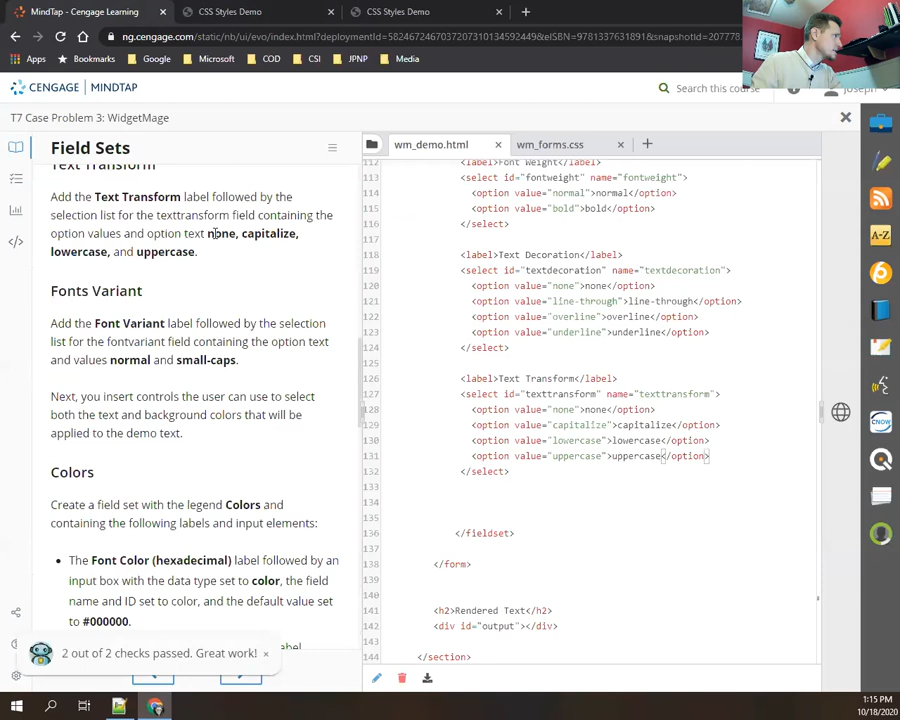 MindTap - Cengage Learning × CSS Styles Demo × CSS Styles Demo × +
ng.cengage.com/static/nb/ui/evo/index.html?deploymentId=
Apps Bookmarks Google Microsoft COD CSI JPNP Media
CENGAGE MINDTAP Search this course
T7 Case Problem 3: WidgetMage ×
Field Sets
wm_demo.html × wm_forms.css × +
Text Transform
Add the Text Transform label followed by the
selection list for the texttransform field containing the
option values and option text none, capitalize,
lowercase, and uppercase.
Fonts Variant
Add the Font Variant label followed by the selection
list for the fontvariant field containing the option text
and values normal and small-caps.
Next, you insert controls the user can use to select
both the text and background colors that will be
applied to the demo text.
Colors
Create a field set with the legend Colors and
containing the following labels and input elements:
• The Font Color (hexadecimal) label followed by an
input box with the data type set to color, the field
name and ID set to color, and the default value set
to #000000.
2 out of 2 checks passed. Great work! ×
112 <label>Font Weight</label>
113 <select id="fontweight" name="fontweight">
114 <option value="normal">normal</option>
115 <option value="bold">bold</option>
116 </select>
117
118 <label>Text Decoration</label>
119 <select id="textdecoration" name="textdecoration">
120 <option value="none">none</option>
121 <option value="line-through">line-through</option>
122 <option value="overline">overline</option>
123 <option value="underline">underline</option>
124 </select>
125
126 <label>Text Transform</label>
127 <select id="texttransform" name="texttransform">
128 <option value="none">none</option>
129 <option value="capitalize">capitalize</option>
130 <option value="lowercase">lowercase</option>
131 <option value="uppercase">uppercase</option>
132 </select>
133
134
135
136 </fieldset>
137
138 </form>
139
140
141 <h2>Rendered Text</h2>
142 <div id="output"></div>
143
144 </section>
A-Z
CNOW
1:15 PM
10/18/2020